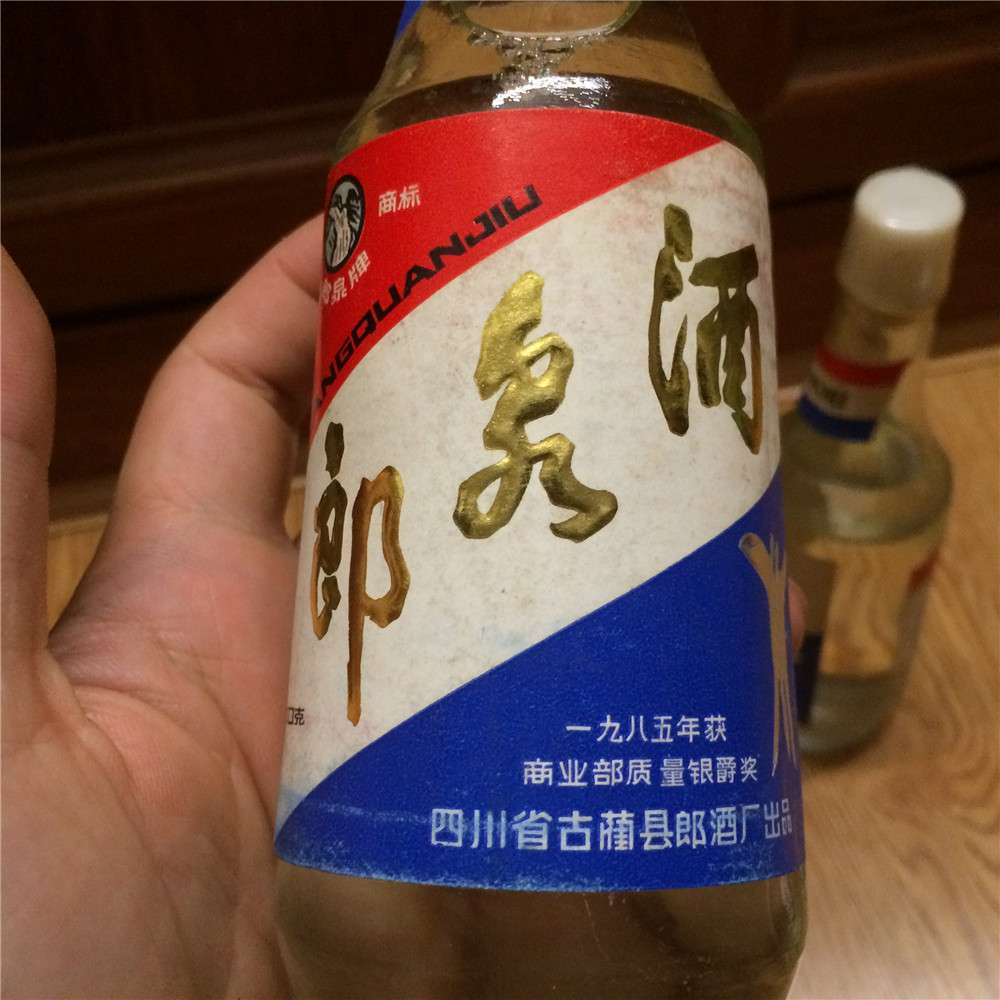 商标
泉牌
NGQUANJIU
郎泉酒
克
一九八五年获
商业部质量银爵奖
四川省古蔺县郎酒厂出品